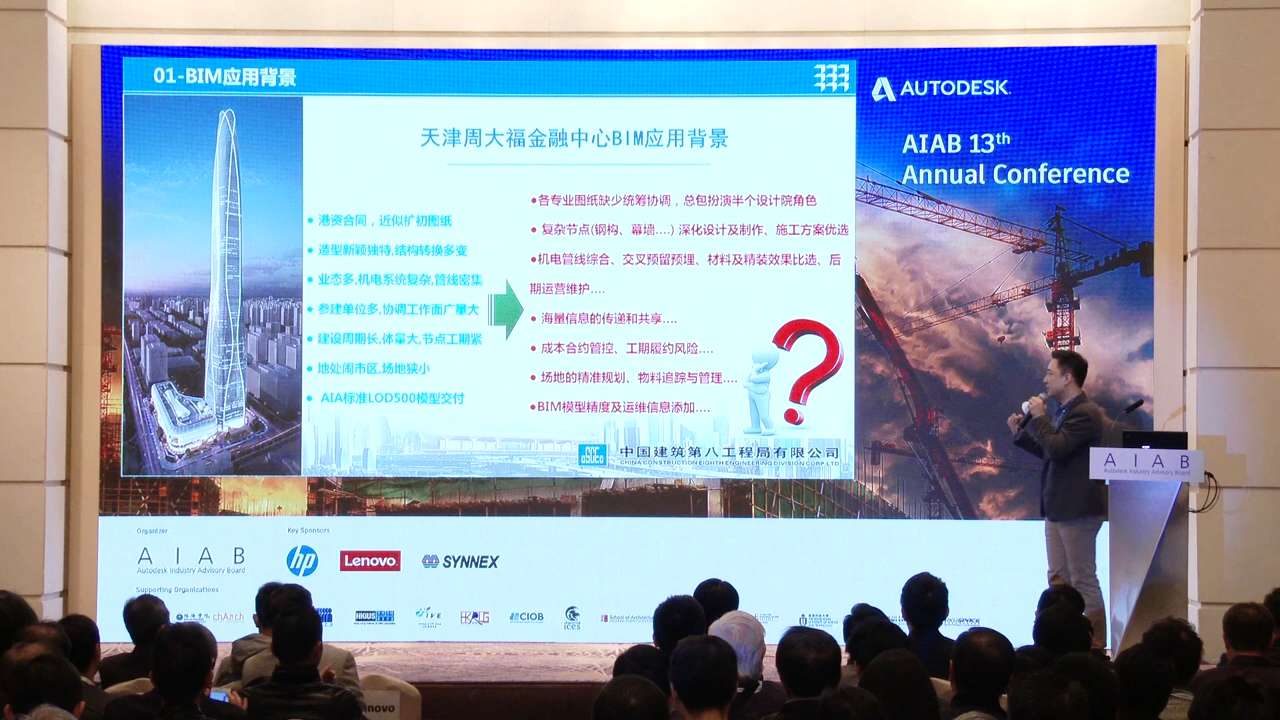 01-BIM应用背景
天津周大福金融中心BIM应用背景
• 港资合同，近似扩初图纸
• 造型新颖独特,结构转换多变
• 业态多,机电系统复杂,管线密集
• 参建单位多,协调工作面广量大
• 建设周期长,体量大,节点工期紧
• 地处闹市区,场地狭小
• AIA标准LOD500模型交付
•各专业图纸缺少统筹协调，总包扮演半个设计院角色
• 复杂节点(钢构、幕墙....) 深化设计及制作、施工方案优选
•机电管线综合、交叉预留预埋、材料及精装效果比选、后
期运营维护....
• 海量信息的传递和共享....
• 成本合约管控、工期履约风险....
• 场地的精准规划、物料追踪与管理....
•BIM模型精度及运维信息添加....
?
中国建筑第八工程局有限公司
CHINA CONSTRUCTION EIGHTH ENGINEERING DIVISION CORP. LTD
AUTODESK.
AIAB 13th
Annual Conference
AIAB
Autodesk Industry Advisory Board
Organizer
AIAB
Autodesk Industry Advisory Board
Key Sponsors
hp
Lenovo
SYNNEX
Supporting Organizations
chArch
IVE
CIOB
ICES
School of Architecture